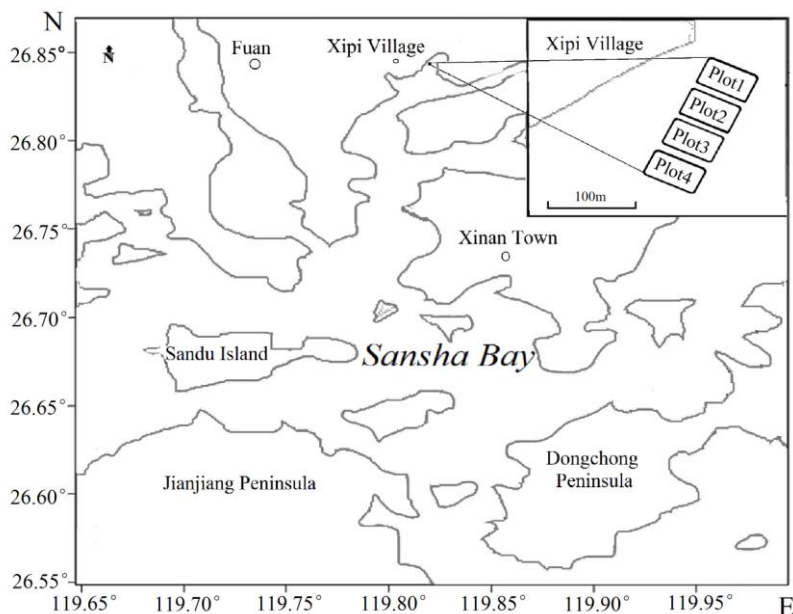 N
N
26.85°
26.80°
26.75°
26.70°
26.65°
26.60°
26.55°
Fuan
Xipi Village
Xipi Village
Plot1
Plot2
Plot3
Plot4
100m
Xinan Town
Sandu Island
Sansha Bay
Jianjiang Peninsula
Dongchong
Peninsula
119.65°
119.70°
119.75°
119.80°
119.85°
119.90°
119.95°
E